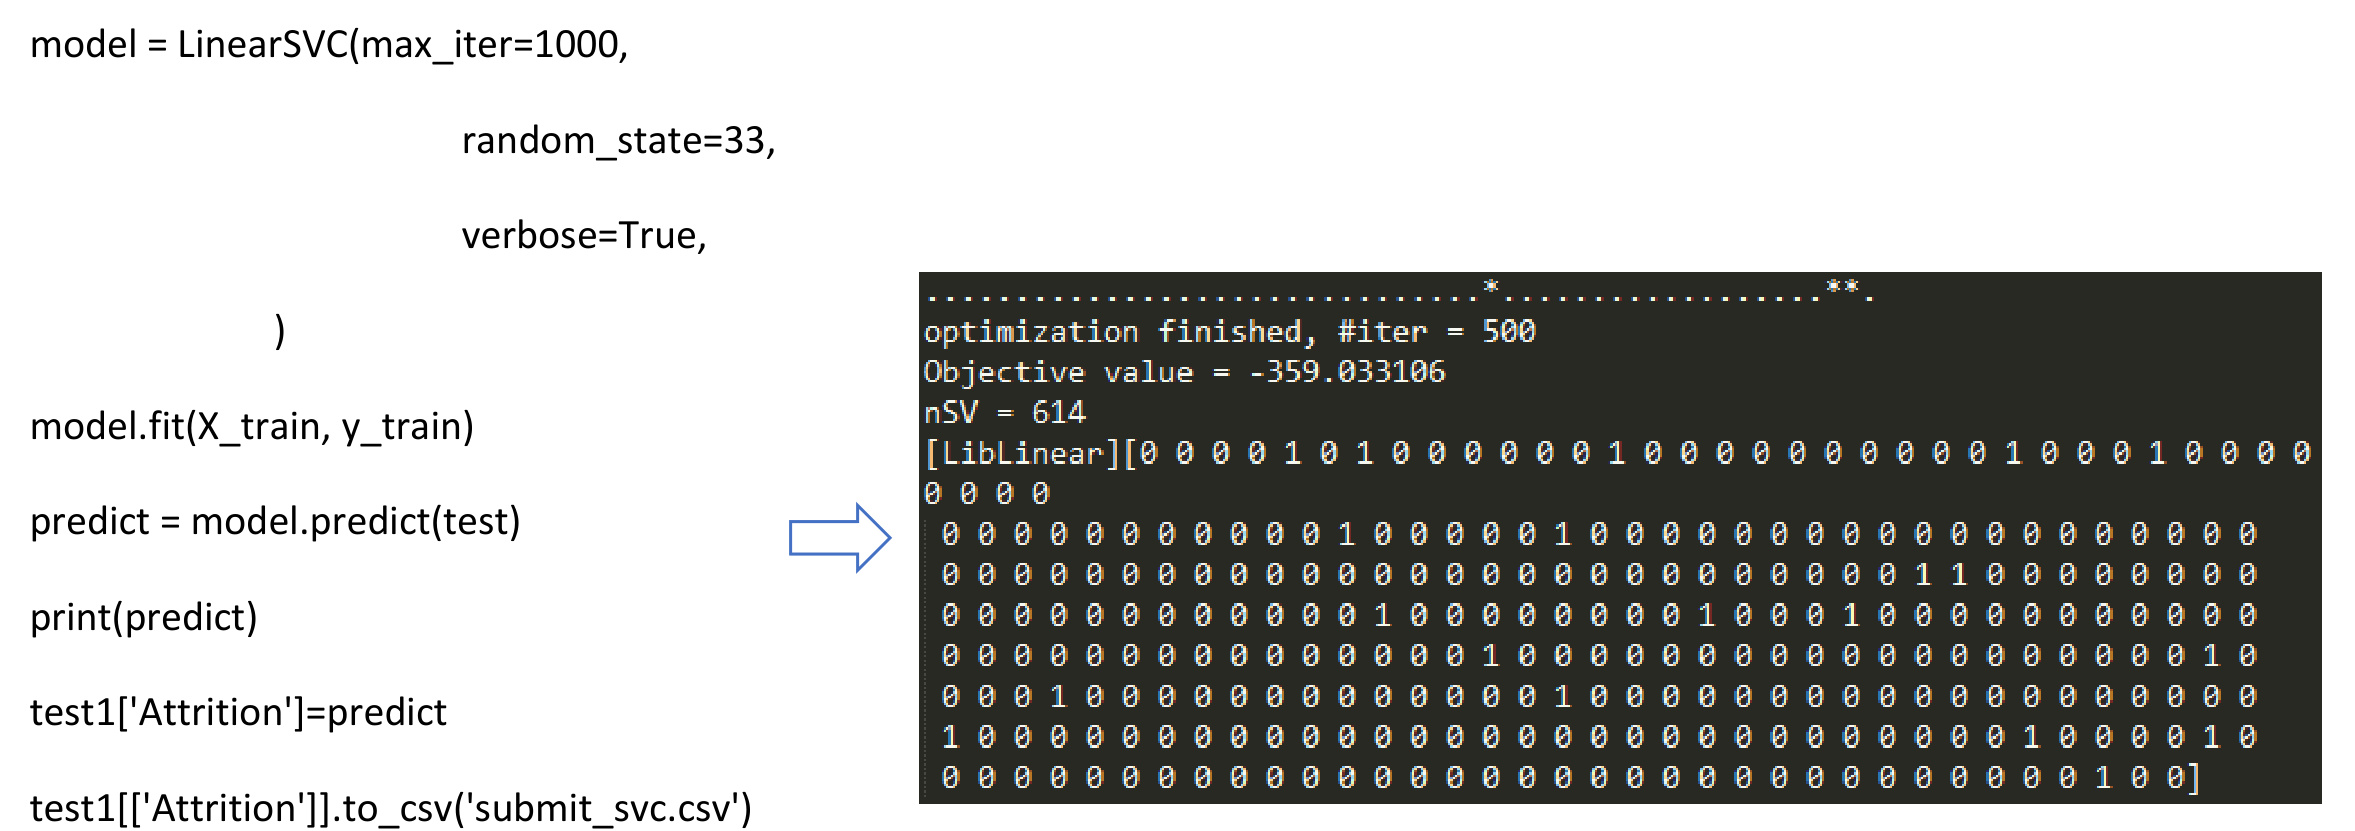 model = LinearSVC(max_iter=1000,
random_state=33,
verbose=True,
)
model.fit(X_train, y_train)
predict = model.predict(test)
print(predict)
test1['Attrition']=predict
test1[['Attrition']].to_csv('submit_svc.csv')
...............................*..................**.
optimization finished, #iter = 500
Objective value = -359.033106
nSV = 614
[LibLinear][0 0 0 0 1 0 1 0 0 0 0 0 0 1 0 0 0 0 0 0 0 0 0 0 1 0 0 0 1 0 0 0 0
0 0 0 0
0 0 0 0 0 0 0 0 0 0 0 1 0 0 0 0 0 1 0 0 0 0 0 0 0 0 0 0 0 0 0 0 0 0 0 0 0
0 0 0 0 0 0 0 0 0 0 0 0 0 0 0 0 0 0 0 0 0 0 0 0 0 0 0 1 1 0 0 0 0 0 0 0 0
0 0 0 0 0 0 0 0 0 0 0 0 1 0 0 0 0 0 0 0 0 1 0 0 0 1 0 0 0 0 0 0 0 0 0 0 0
0 0 0 0 0 0 0 0 0 0 0 0 0 0 0 1 0 0 0 0 0 0 0 0 0 0 0 0 0 0 0 0 0 0 0 1 0
0 0 0 1 0 0 0 0 0 0 0 0 0 0 0 0 0 1 0 0 0 0 0 0 0 0 0 0 0 0 0 0 0 0 0 0 0
1 0 0 0 0 0 0 0 0 0 0 0 0 0 0 0 0 0 0 0 0 0 0 0 0 0 0 0 0 0 1 0 0 0 0 1 0
0 0 0 0 0 0 0 0 0 0 0 0 0 0 0 0 0 0 0 0 0 0 0 0 0 0 0 0 0 0 0 0 1 0 0]